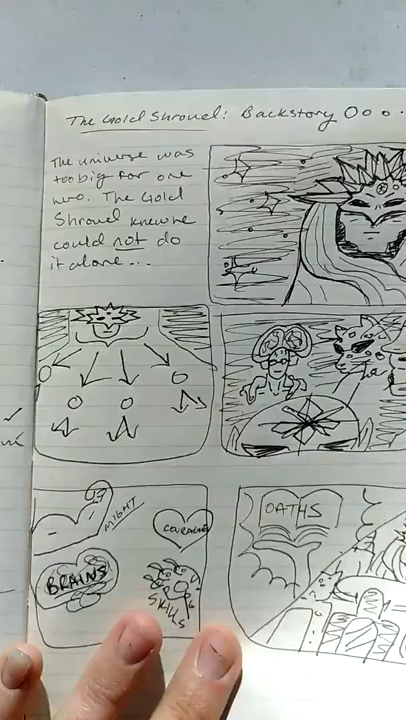 The Gold Shroud: Backstory
The universe was
too big for one
hero. The Gold
Shroud knew he
could not do
it alone...
MIGHT
COURAGE
BRAINS
SKILLS
OATHS